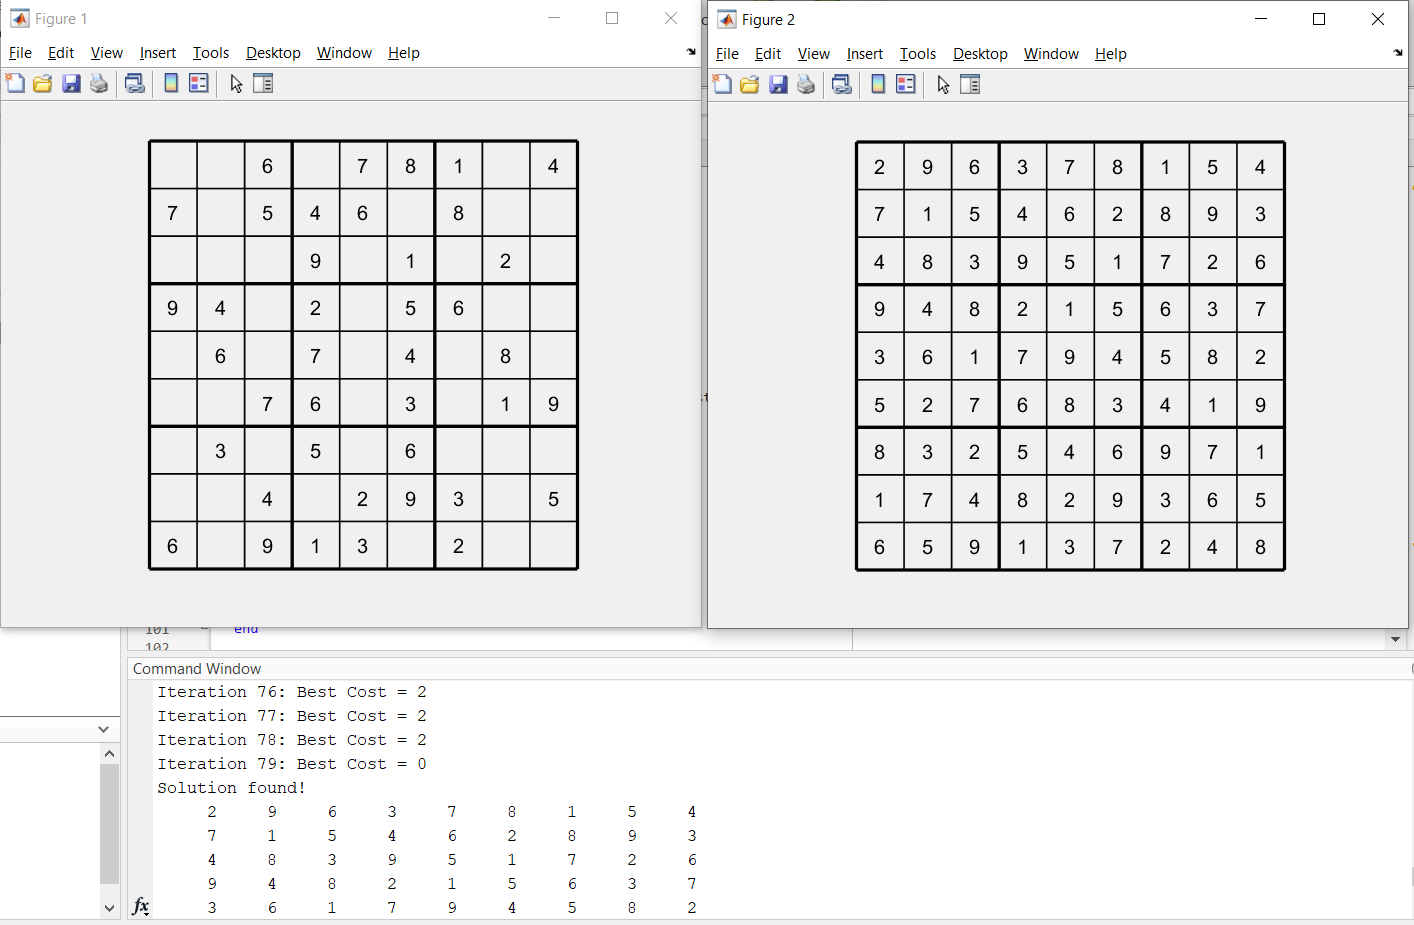 Figure 1
File Edit View Insert Tools Desktop Window Help
6 7 8 1 4
7 5 4 6 8
9 1 2
9 4 2 5 6
6 7 4 8
7 6 3 1 9
3 5 6
4 2 9 3 5
6 9 1 3 2
Figure 2
File Edit View Insert Tools Desktop Window Help
2 9 6 3 7 8 1 5 4
7 1 5 4 6 2 8 9 3
4 8 3 9 5 1 7 2 6
9 4 8 2 1 5 6 3 7
3 6 1 7 9 4 5 8 2
5 2 7 6 8 3 4 1 9
8 3 2 5 4 6 9 7 1
1 7 4 8 2 9 3 6 5
6 5 9 1 3 7 2 4 8
101 end
102
Command Window
Iteration 76: Best Cost = 2
Iteration 77: Best Cost = 2
Iteration 78: Best Cost = 2
Iteration 79: Best Cost = 0
Solution found!
2 9 6 3 7 8 1 5 4
7 1 5 4 6 2 8 9 3
4 8 3 9 5 1 7 2 6
9 4 8 2 1 5 6 3 7
fx 3 6 1 7 9 4 5 8 2